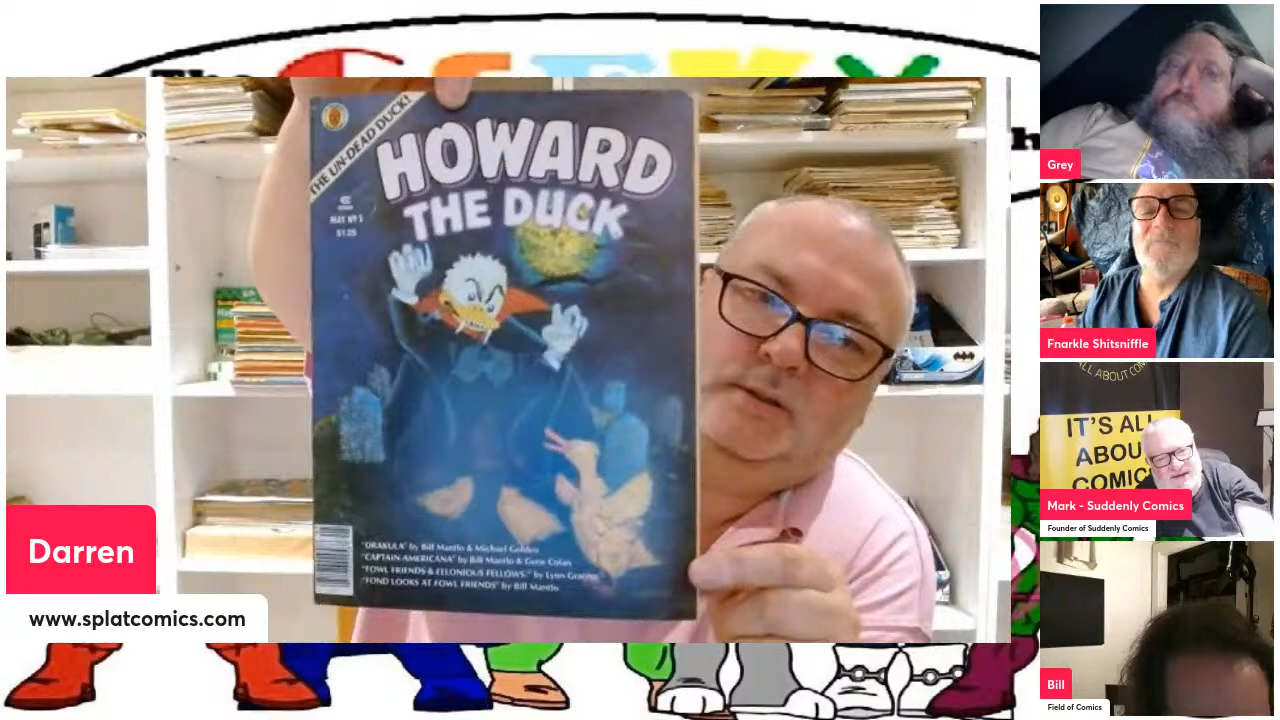 THE UN-DEAD DUCK!
HOWARD
THE DUCK
MAY Nº 5
$1.25
"DRAKULA" by Bill Mantlo & Michael Golden
"CAPTAIN AMERICANA" by Bill Mantlo & Gene Colan
"FOWL FRIENDS & FELONIOUS FELLOWS:" by Lynn Graeme
"FOND LOOKS AT FOWL FRIENDS" by Bill Mantlo
Darren
www.splatcomics.com
Grey
Fnarkle Shitsniffle
ALL ABOUT COM
IT'S ALL
ABOU
COMIC
Mark - Suddenly Comics
Founder of Suddenly Comics
Bill
Field of Comics